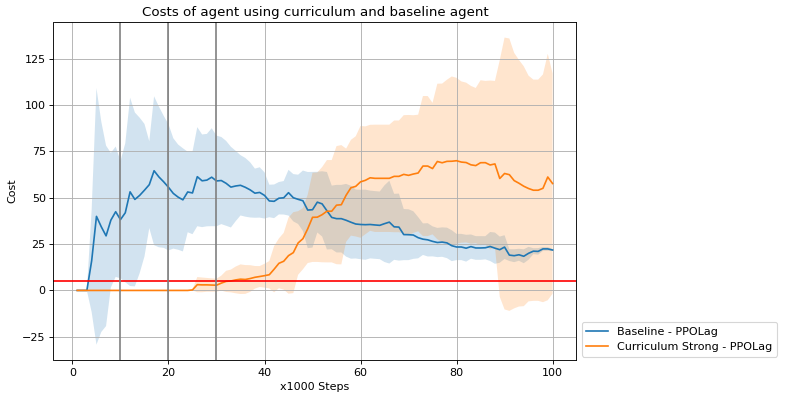 Costs of agent using curriculum and baseline agent
Cost
125
100
75
50
25
0
−25
0 20 40 60 80 100
x1000 Steps
Baseline - PPOLag
Curriculum Strong - PPOLag